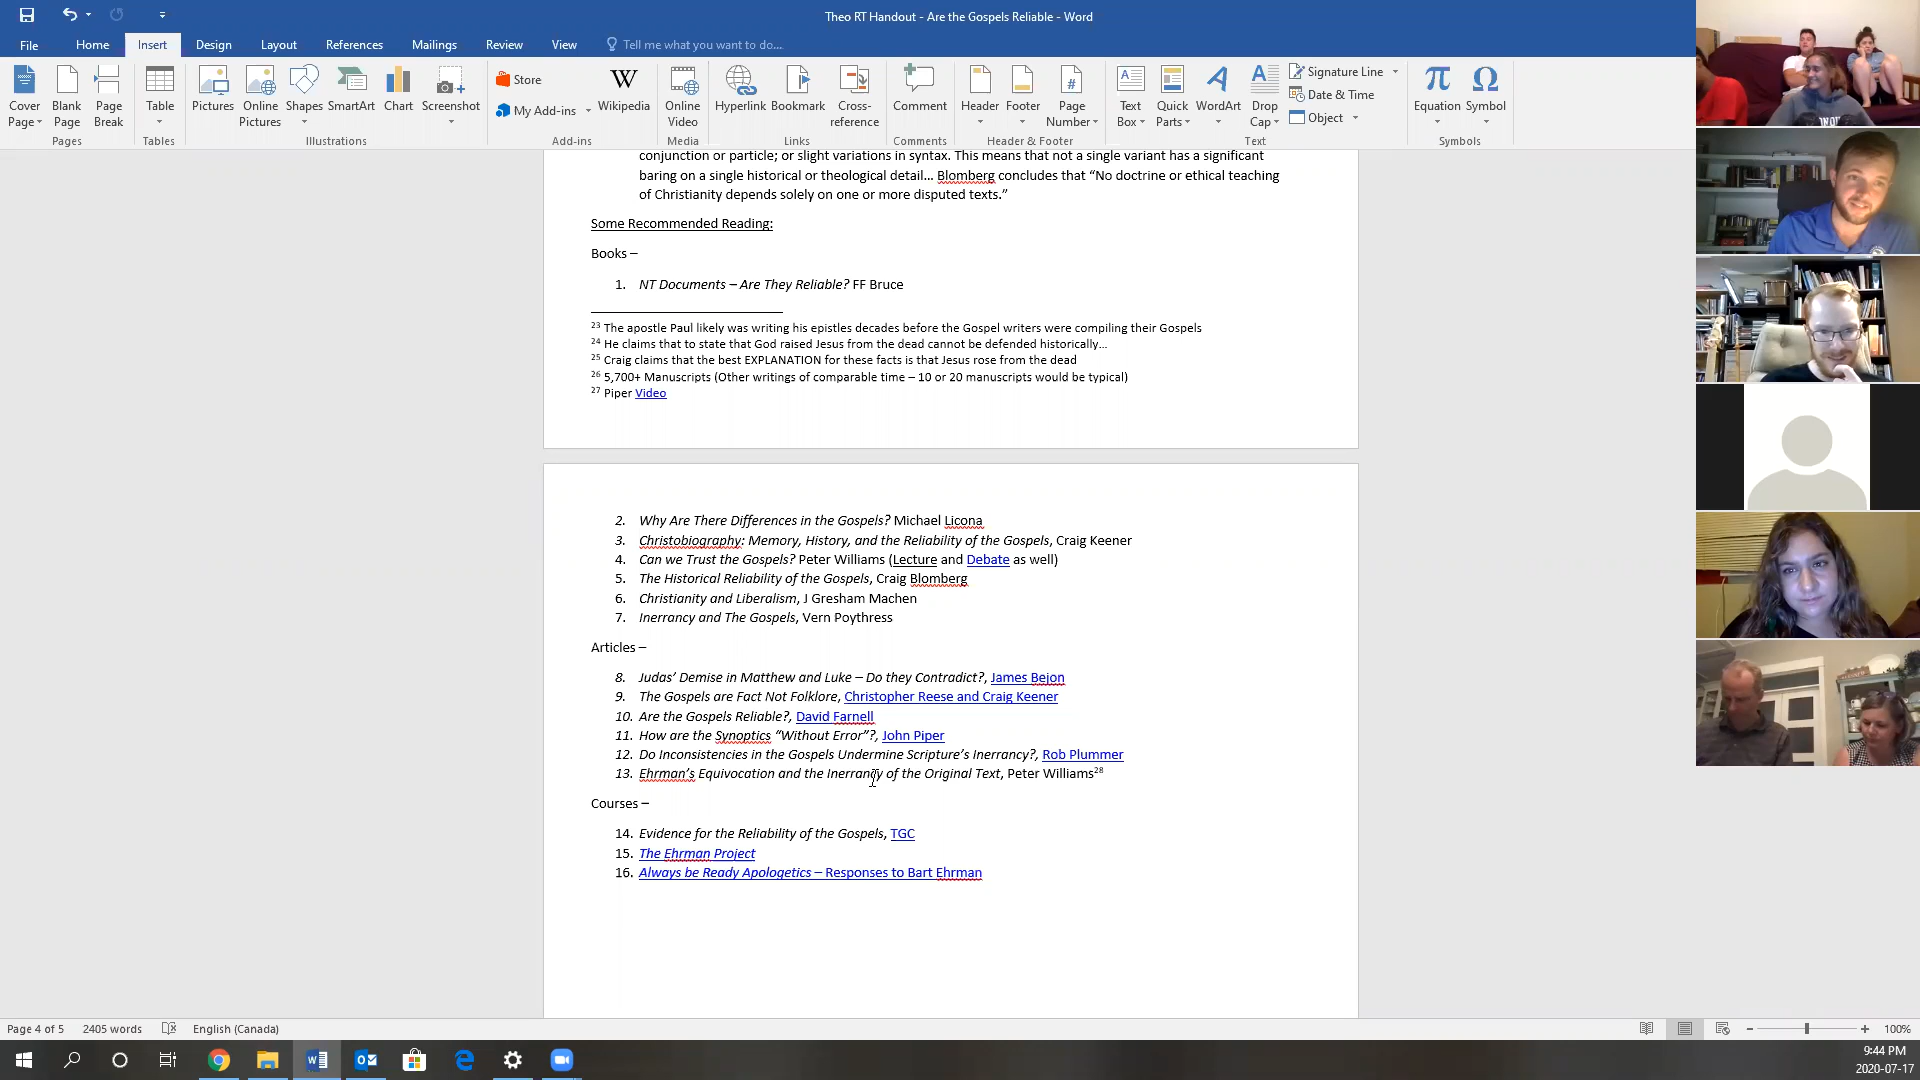 Theo RT Handout - Are the Gospels Reliable - Word
File Home Insert Design Layout References Mailings Review View Tell me what you want to do...
Cover Page
Blank Page
Page Break
Table
Pictures
Online Pictures
Shapes
SmartArt
Chart
Screenshot
Store
My Add-ins
W
Wikipedia
Online Video
Hyperlink
Bookmark
Cross-reference
Comment
Header
Footer
Page Number
Text Box
Quick Parts
WordArt
Drop Cap
Signature Line
Date & Time
Object
Equation
Symbol
Pages Tables Illustrations Add-ins Media Links Comments Header & Footer Text Symbols
conjunction or particle; or slight variations in syntax. This means that not a single variant has a significant
baring on a single historical or theological detail... Blomberg concludes that “No doctrine or ethical teaching
of Christianity depends solely on one or more disputed texts.”
Some Recommended Reading:
Books –
1. NT Documents – Are They Reliable? FF Bruce
23 The apostle Paul likely was writing his epistles decades before the Gospel writers were compiling their Gospels
24 He claims that to state that God raised Jesus from the dead cannot be defended historically...
25 Craig claims that the best EXPLANATION for these facts is that Jesus rose from the dead
26 5,700+ Manuscripts (Other writings of comparable time – 10 or 20 manuscripts would be typical)
27 Piper Video
2. Why Are There Differences in the Gospels? Michael Licona
3. Christobiography: Memory, History, and the Reliability of the Gospels, Craig Keener
4. Can we Trust the Gospels? Peter Williams (Lecture and Debate as well)
5. The Historical Reliability of the Gospels, Craig Blomberg
6. Christianity and Liberalism, J Gresham Machen
7. Inerrancy and The Gospels, Vern Poythress
Articles –
8. Judas’ Demise in Matthew and Luke – Do they Contradict?, James Bejon
9. The Gospels are Fact Not Folklore, Christopher Reese and Craig Keener
10. Are the Gospels Reliable?, David Farnell
11. How are the Synoptics “Without Error”?, John Piper
12. Do Inconsistencies in the Gospels Undermine Scripture’s Inerrancy?, Rob Plummer
13. Ehrman’s Equivocation and the Inerrancy of the Original Text, Peter Williams28
Courses –
14. Evidence for the Reliability of the Gospels, TGC
15. The Ehrman Project
16. Always be Ready Apologetics – Responses to Bart Ehrman
Page 4 of 5 2405 words English (Canada) 100%
9:44 PM
2020-07-17